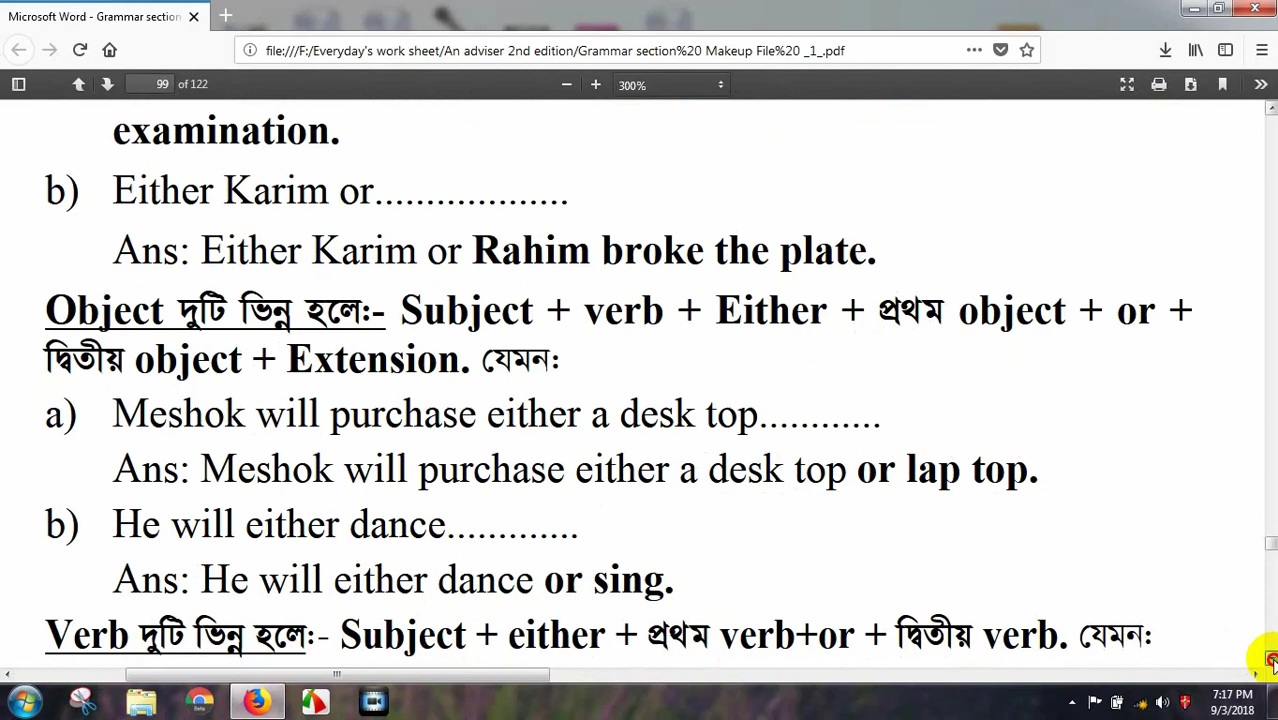 Microsoft Word - Grammar section
file:///F:/Everyday's work sheet/An adviser 2nd edition/Grammar section%20 Makeup File%20 _1_.pdf
99 of 122
300%
examination.
b) Either Karim or...................
Ans: Either Karim or Rahim broke the plate.
Object দুটি ভিন্ন হলেঃ- Subject + verb + Either + প্রথম object + or +
দ্বিতীয় object + Extension. যেমনঃ
a) Meshok will purchase either a desk top............
Ans: Meshok will purchase either a desk top or lap top.
b) He will either dance.............
Ans: He will either dance or sing.
Verb দুটি ভিন্ন হলেঃ- Subject + either + প্রথম verb+or + দ্বিতীয় verb. যেমনঃ
7:17 PM
9/3/2018